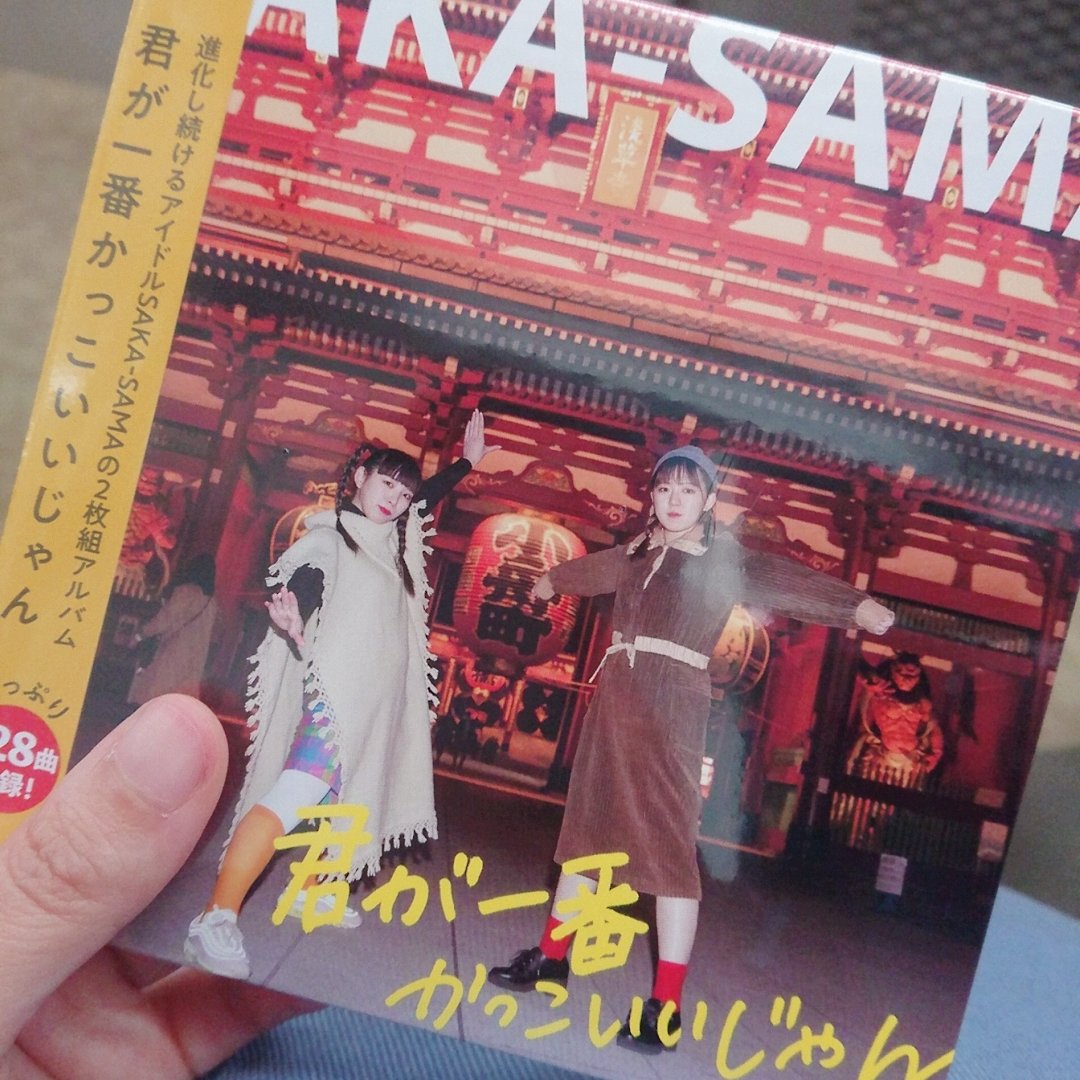 AKA-SAMA
浅草寺
進化し続けるアイドルSAKA-SAMAの2枚組アルバム
君が一番かっこいいじゃん
っぷり
28曲
録!
小舟町
君が一番
かっこいいじゃん